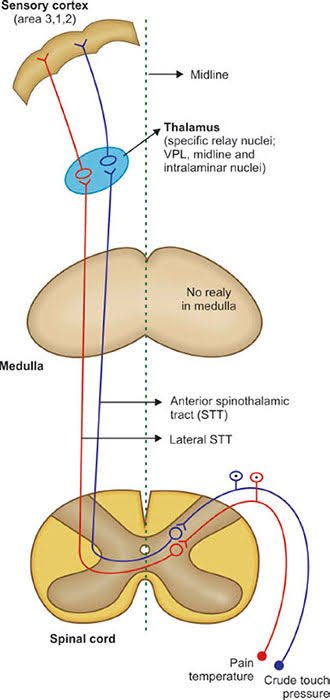 Sensory cortex
(area 3,1,2)
Midline
Thalamus
(specific relay nuclei;
VPL, midline and
intralaminar nuclei)
No realy
in medulla
Medulla
Anterior spinothalamic
tract (STT)
Lateral STT
Spinal cord
Pain
temperature
Crude touch
pressure